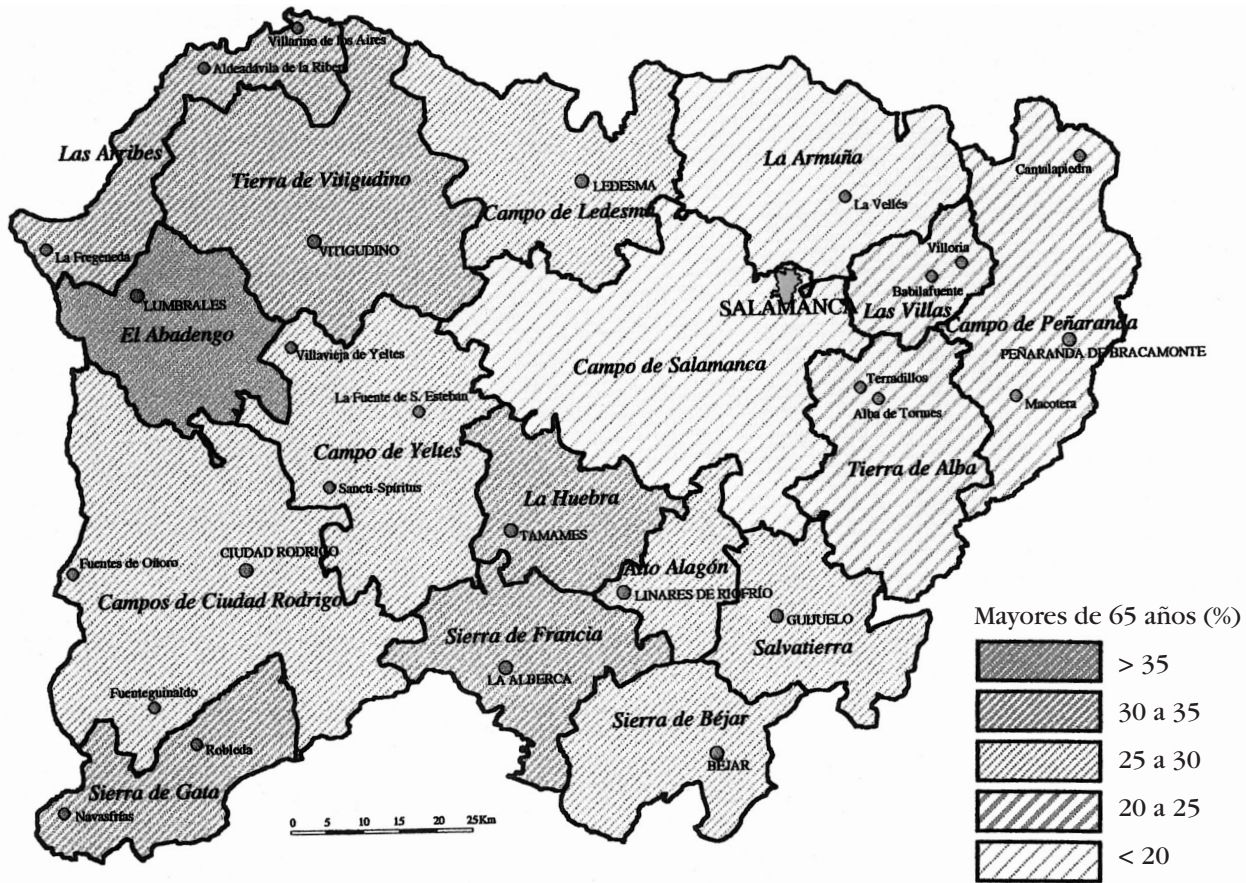 Villarino de los Aires
Aldeadávila de la Ribera
Las Arribes
Tierra de Vitigudino
LEDESMA
Campo de Ledesma
La Armuña
La Vellés
Cantalapiedra
VITIGUDINO
La Fregeneda
LUMBRALES
El Abadengo
Villoria
Babilafuente
Las Villas
SALAMANCA
Campo de Peñaranda
PEÑARANDA DE BRACAMONTE
Villavieja de Yeltes
Campo de Salamanca
La Fuente de S. Esteban
Terradillos
Alba de Tormes
Macotera
Campo de Yeltes
Tierra de Alba
Sancti-Spíritus
La Huebra
TAMAMES
CIUDAD RODRIGO
Fuentes de Oñoro
Campos de Ciudad Rodrigo
Alto Alagón
LINARES DE RIOFRÍO
GUIJUELO
Salvatierra
Sierra de Francia
LA ALBERCA
Fuenteguinaldo
Sierra de Béjar
BÉJAR
Robleda
Sierra de Gata
Navasfrías
0 5 10 15 20 25Km
Mayores de 65 años (%)
> 35
30 a 35
25 a 30
20 a 25
< 20